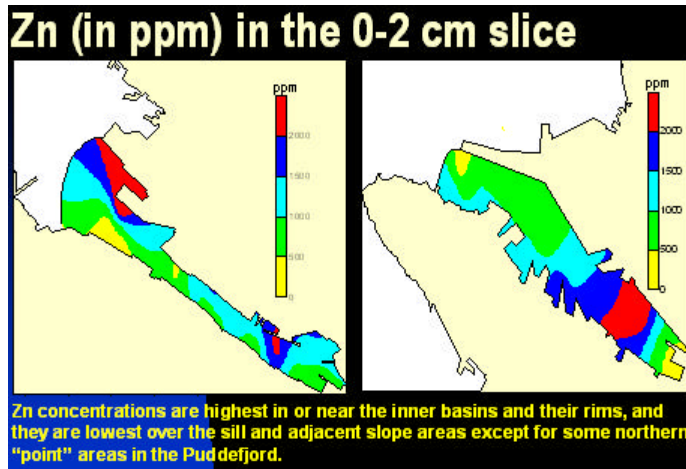 Zn (in ppm) in the 0-2 cm slice
ppm
2000
1500
1000
500
0
ppm
2000
1500
1000
500
0
Zn concentrations are highest in or near the inner basins and their rims, and
they are lowest over the sill and adjacent slope areas except for some northern
“point” areas in the Puddefjord.